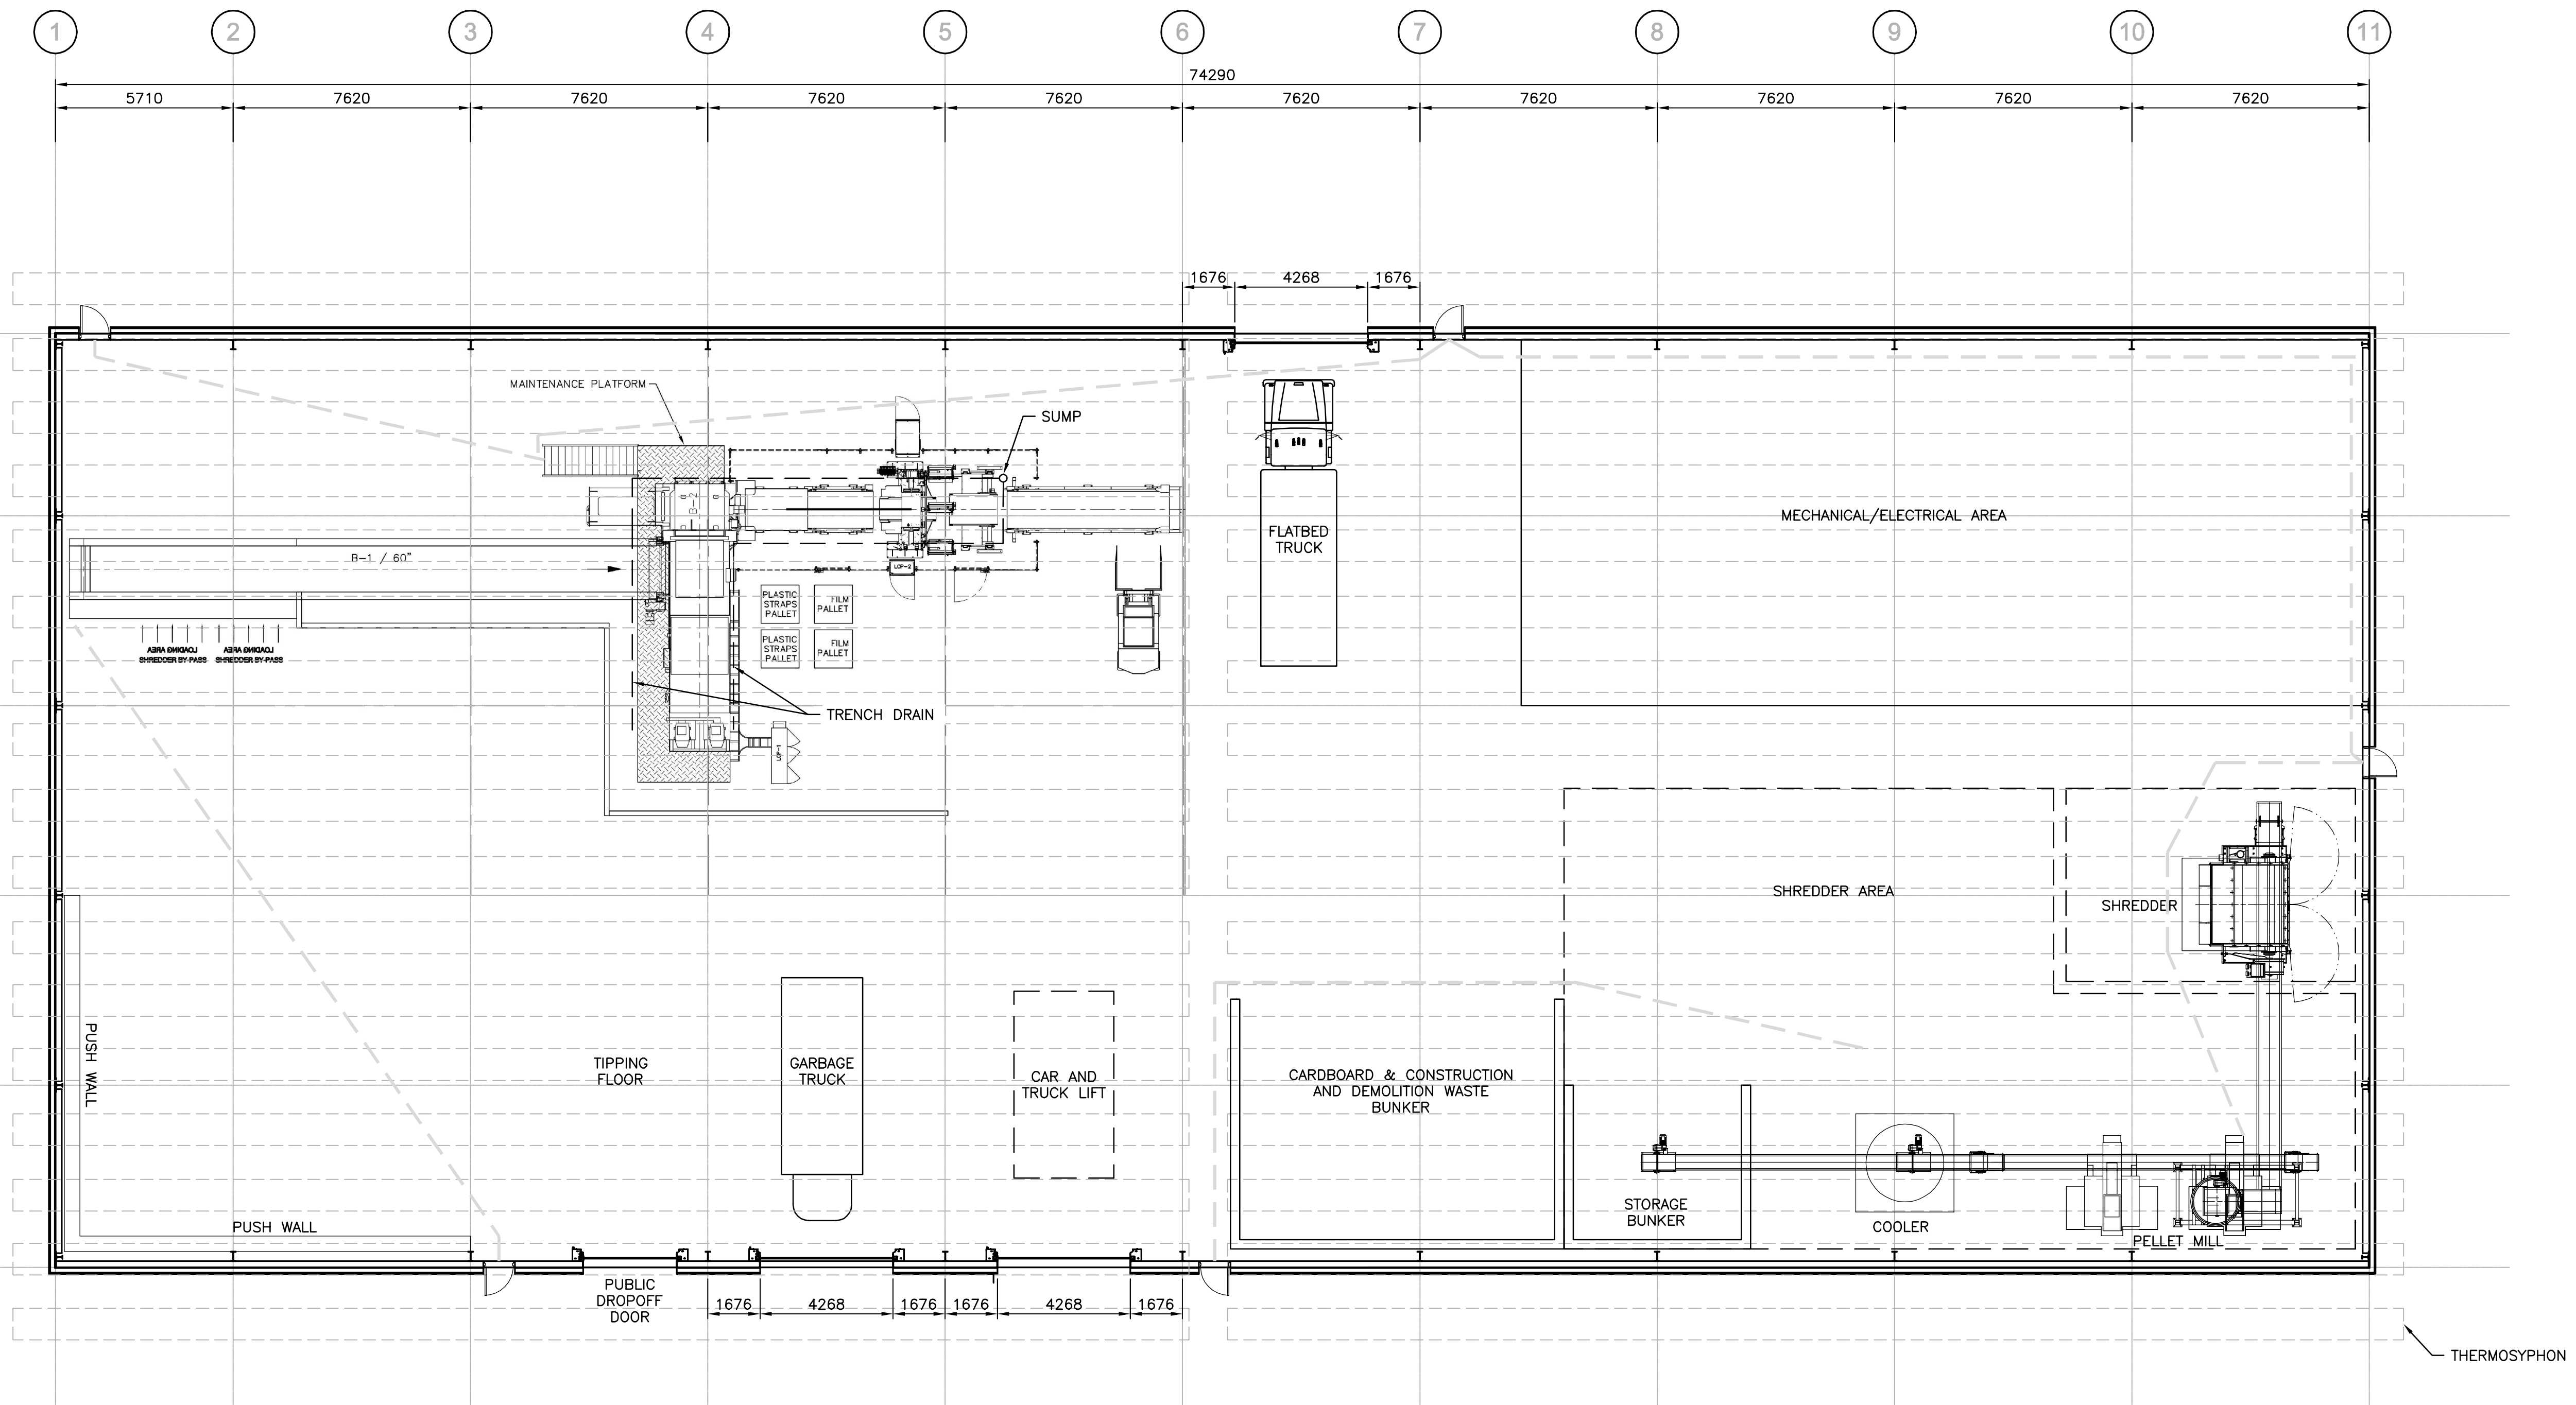 1 2 3 4 5 6 7 8 9 10 11
74290
5710 7620 7620 7620 7620 7620 7620 7620 7620 7620
1676 4268 1676
MAINTENANCE PLATFORM
SUMP
B-2
FLATBED
TRUCK
MECHANICAL/ELECTRICAL AREA
B-1 / 60"
LCP-2
PLASTIC
STRAPS
PALLET
FILM
PALLET
PLASTIC
STRAPS
PALLET
FILM
PALLET
LOADING AREA
SHREDDER BY-PASS
LOADING AREA
SHREDDER BY-PASS
TRENCH DRAIN
LCP-1
SHREDDER AREA
SHREDDER
PUSH WALL
TIPPING
FLOOR
GARBAGE
TRUCK
CAR AND
TRUCK LIFT
CARDBOARD & CONSTRUCTION
AND DEMOLITION WASTE
BUNKER
STORAGE
BUNKER
COOLER
PELLET MILL
PUSH WALL
PUBLIC
DROPOFF
DOOR
1676 4268 1676 1676 4268 1676
THERMOSYPHON